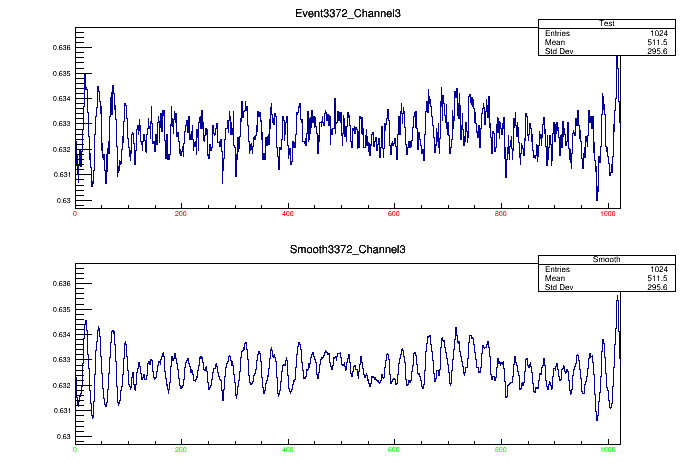 Event3372_Channel3
Test
Entries 1024
Mean 511.5
Std Dev 295.6
0.636
0.635
0.634
0.633
0.632
0.631
0.63
0 200 400 600 800 1000
Smooth3372_Channel3
Smooth
Entries 1024
Mean 511.5
Std Dev 295.6
0.636
0.635
0.634
0.633
0.632
0.631
0.63
0 200 400 600 800 1000